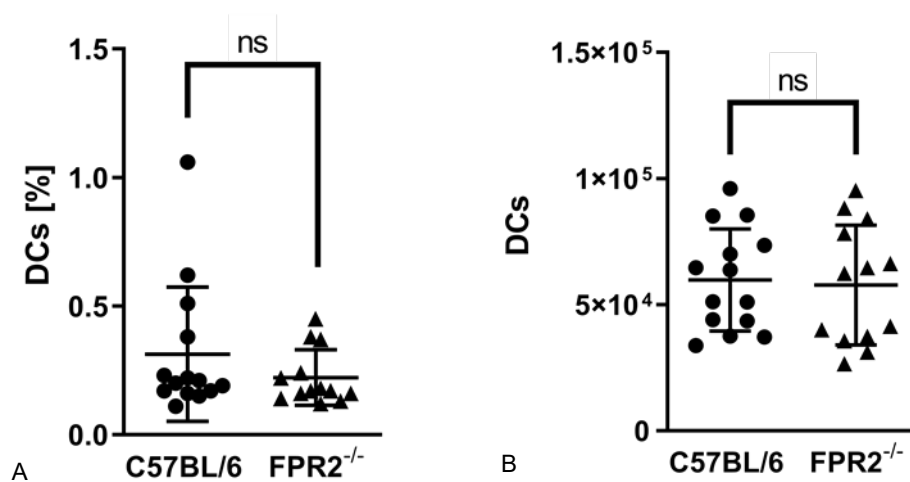 ns
1.5
1.0
0.5
0.0
DCs [%]
C57BL/6 FPR2⁻/⁻
A
ns
1.5×10⁵
1×10⁵
5×10⁴
0
DCs
C57BL/6 FPR2⁻/⁻
B